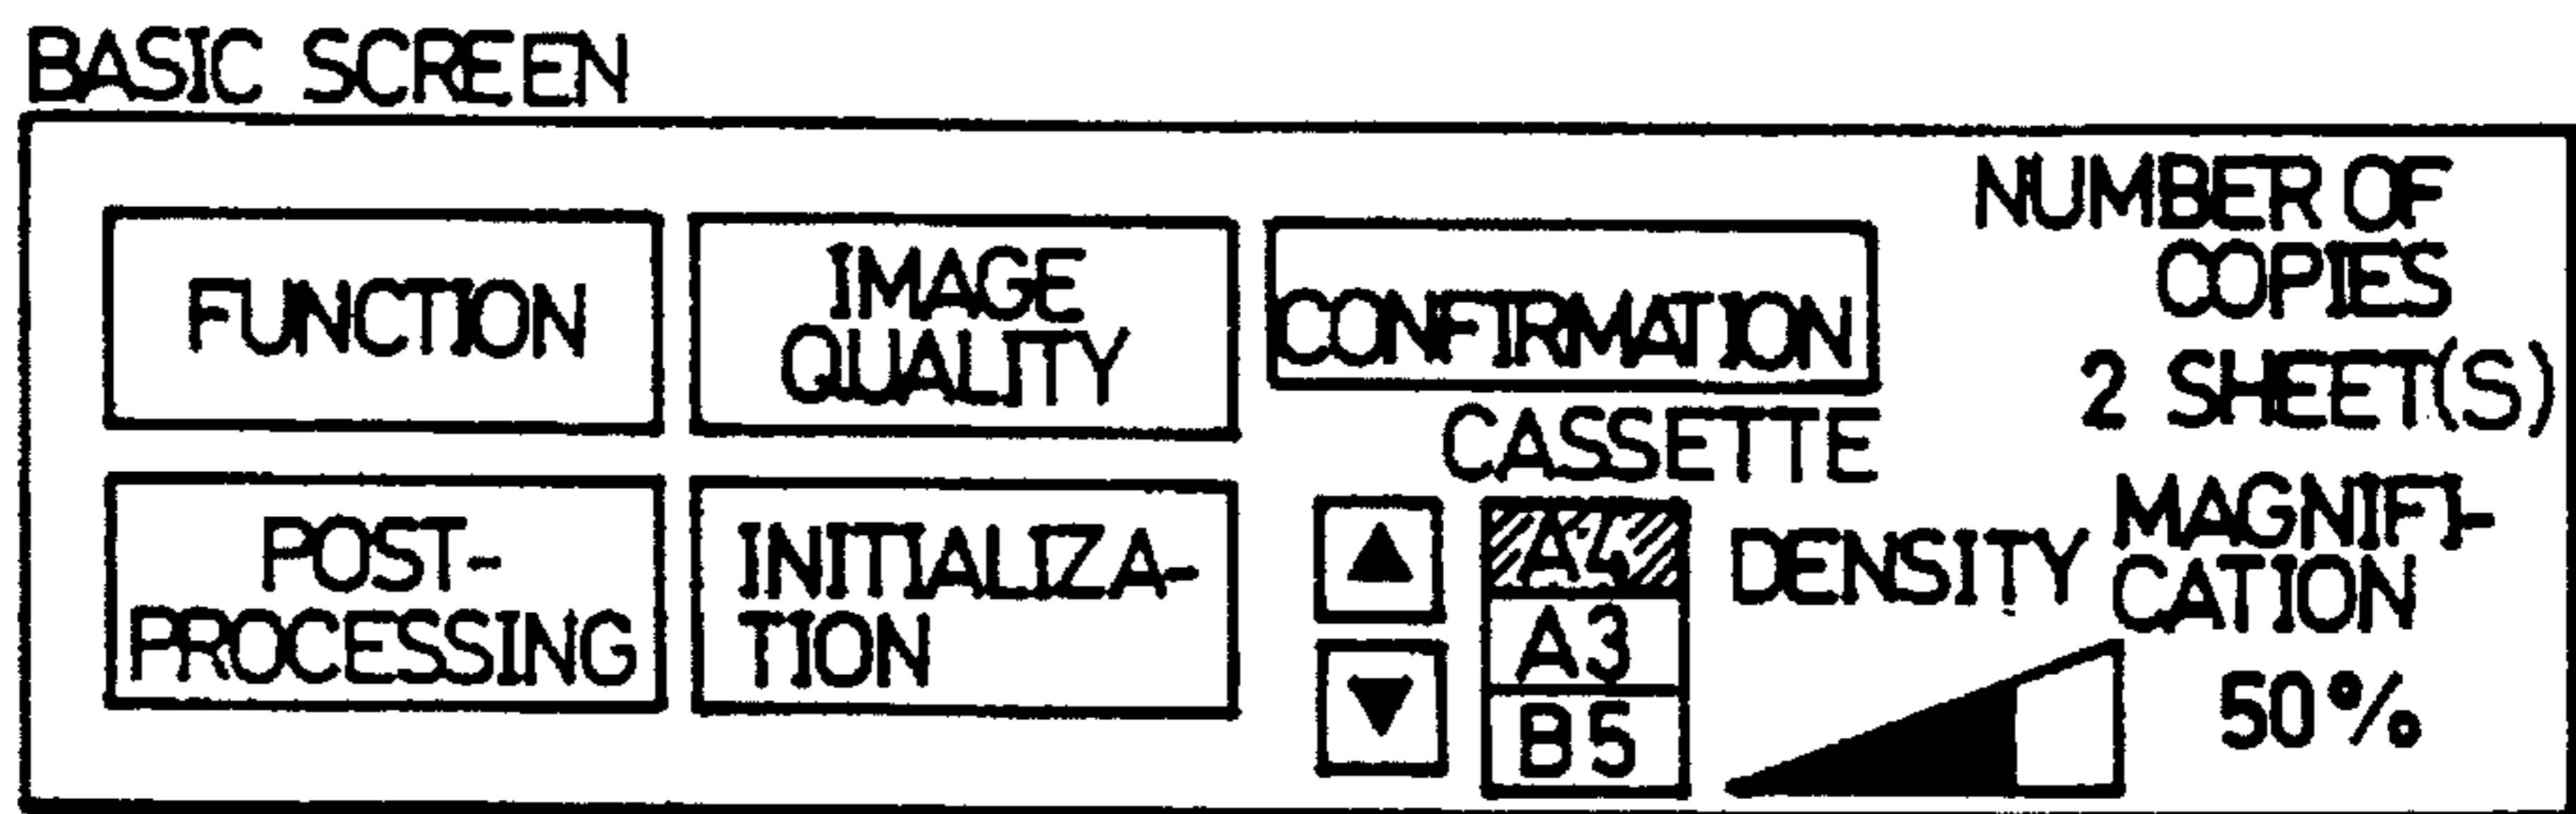 BASIC SCREEN
FUNCTION
IMAGE
QUALITY
CONFIRMATION
NUMBER OF
COPIES
2 SHEET(S)
POST-
PROCESSING
INITIALIZA-
TION
CASSETTE
A4
A3
B5
DENSITY
MAGNIFI-
CATION
50%